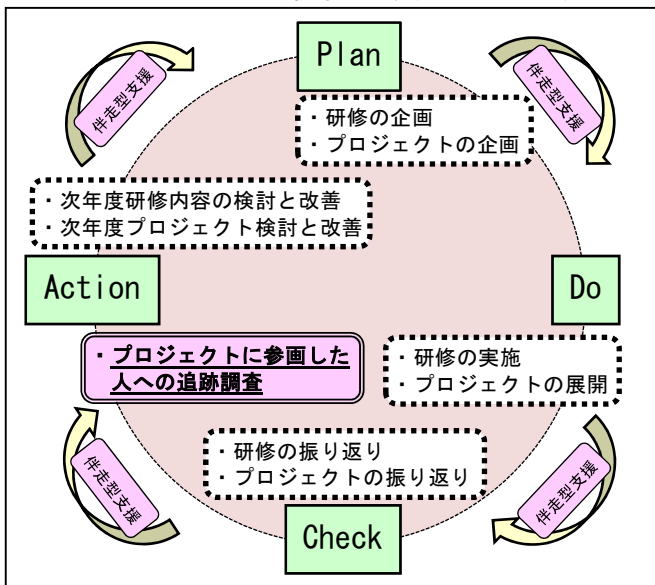 Plan
伴走型支援
伴走型支援
・研修の企画
・プロジェクトの企画
・次年度研修内容の検討と改善
・次年度プロジェクト検討と改善
Action
Do
・プロジェクトに参画した
人への追跡調査
・研修の実施
・プロジェクトの展開
・研修の振り返り
・プロジェクトの振り返り
伴走型支援
伴走型支援
Check